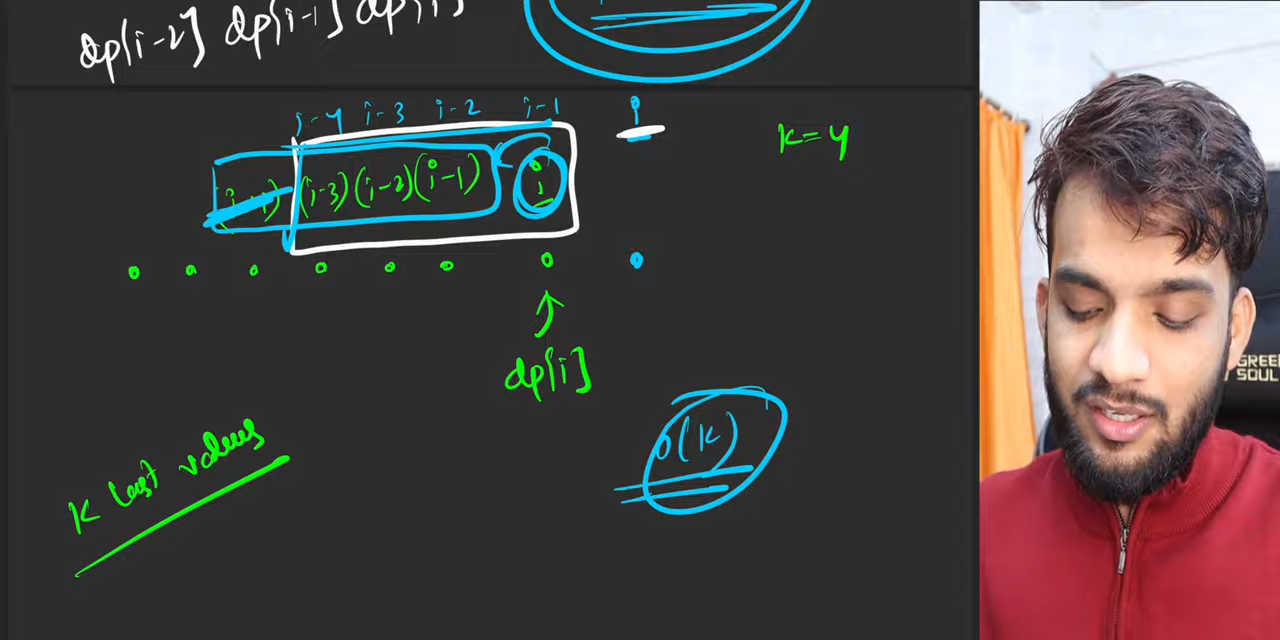 dp[i-2] dp[i-1] dp[i]
i-4 i-3 i-2 i-1 i
k=4
(i-3) (i-2) (i-1) i
dp[i]
K last values
O(K)
GREEN
SOUL